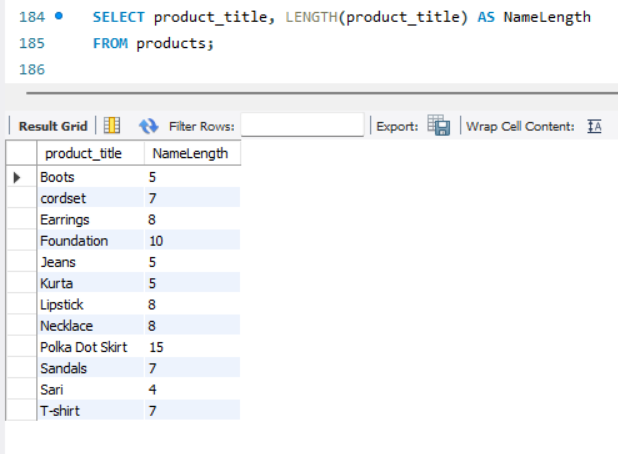 184 SELECT product_title, LENGTH(product_title) AS NameLength
185 FROM products;
186
Result Grid Filter Rows: Export: Wrap Cell Content: IA
product_title NameLength
Boots 5
cordset 7
Earrings 8
Foundation 10
Jeans 5
Kurta 5
Lipstick 8
Necklace 8
Polka Dot Skirt 15
Sandals 7
Sari 4
T-shirt 7